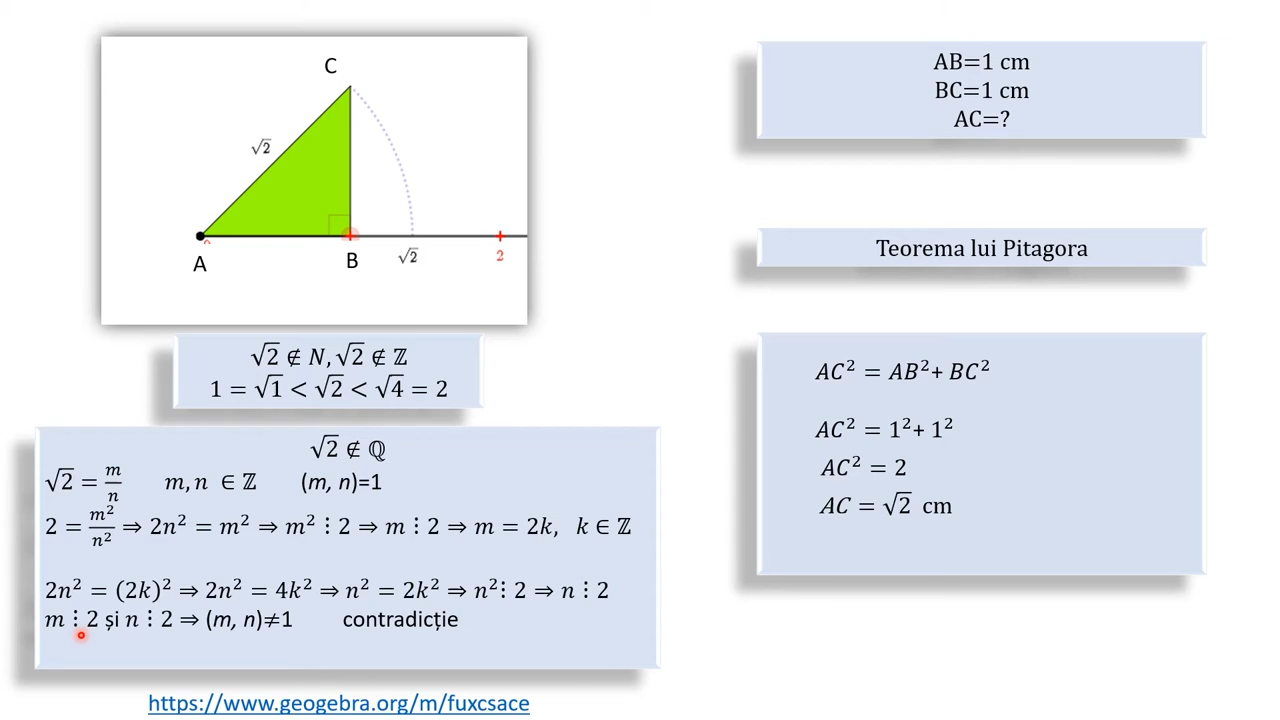 C
√2
A
B
√2
2
√2 ∉ N, √2 ∉ ℤ
1 = √1 < √2 < √4 = 2
√2 ∉ ℚ
√2 = m/n m, n ∈ ℤ (m, n)=1
2 = m²/n² ⇒ 2n² = m² ⇒ m² ⋮ 2 ⇒ m ⋮ 2 ⇒ m = 2k, k ∈ ℤ
2n² = (2k)² ⇒ 2n² = 4k² ⇒ n² = 2k² ⇒ n² ⋮ 2 ⇒ n ⋮ 2
m ⋮ 2 și n ⋮ 2 ⇒ (m, n)≠1 contradicție
https://www.geogebra.org/m/fuxcsace
AB=1 cm
BC=1 cm
AC=?
Teorema lui Pitagora
AC² = AB²+ BC²
AC² = 1²+ 1²
AC² = 2
AC = √2 cm